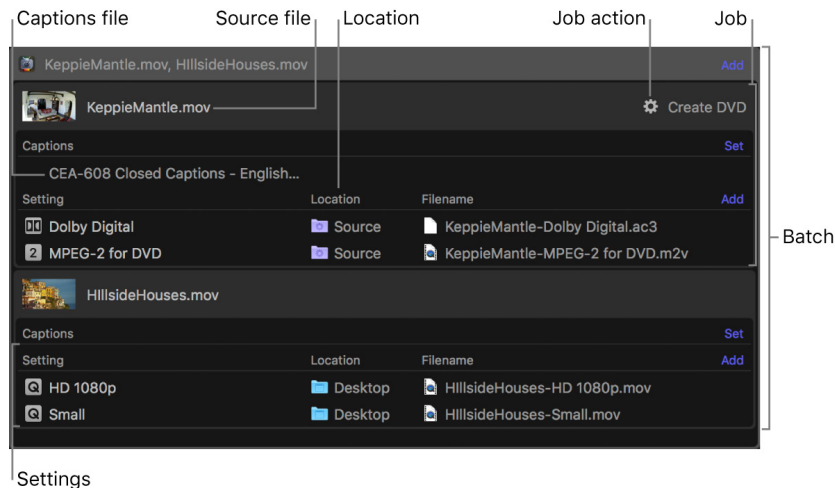 Captions file Source file Location Job action Job
KeppieMantle.mov, HIllsideHouses.mov Add
KeppieMantle.mov Create DVD
Captions Set
CEA-608 Closed Captions - English...
Setting Location Filename Add
Dolby Digital Source KeppieMantle-Dolby Digital.ac3
Batch
2 MPEG-2 for DVD Source KeppieMantle-MPEG-2 for DVD.m2v
HIllsideHouses.mov
Captions Set
Setting Location Filename Add
HD 1080p Desktop HIllsideHouses-HD 1080p.mov
Small Desktop HIllsideHouses-Small.mov
Settings